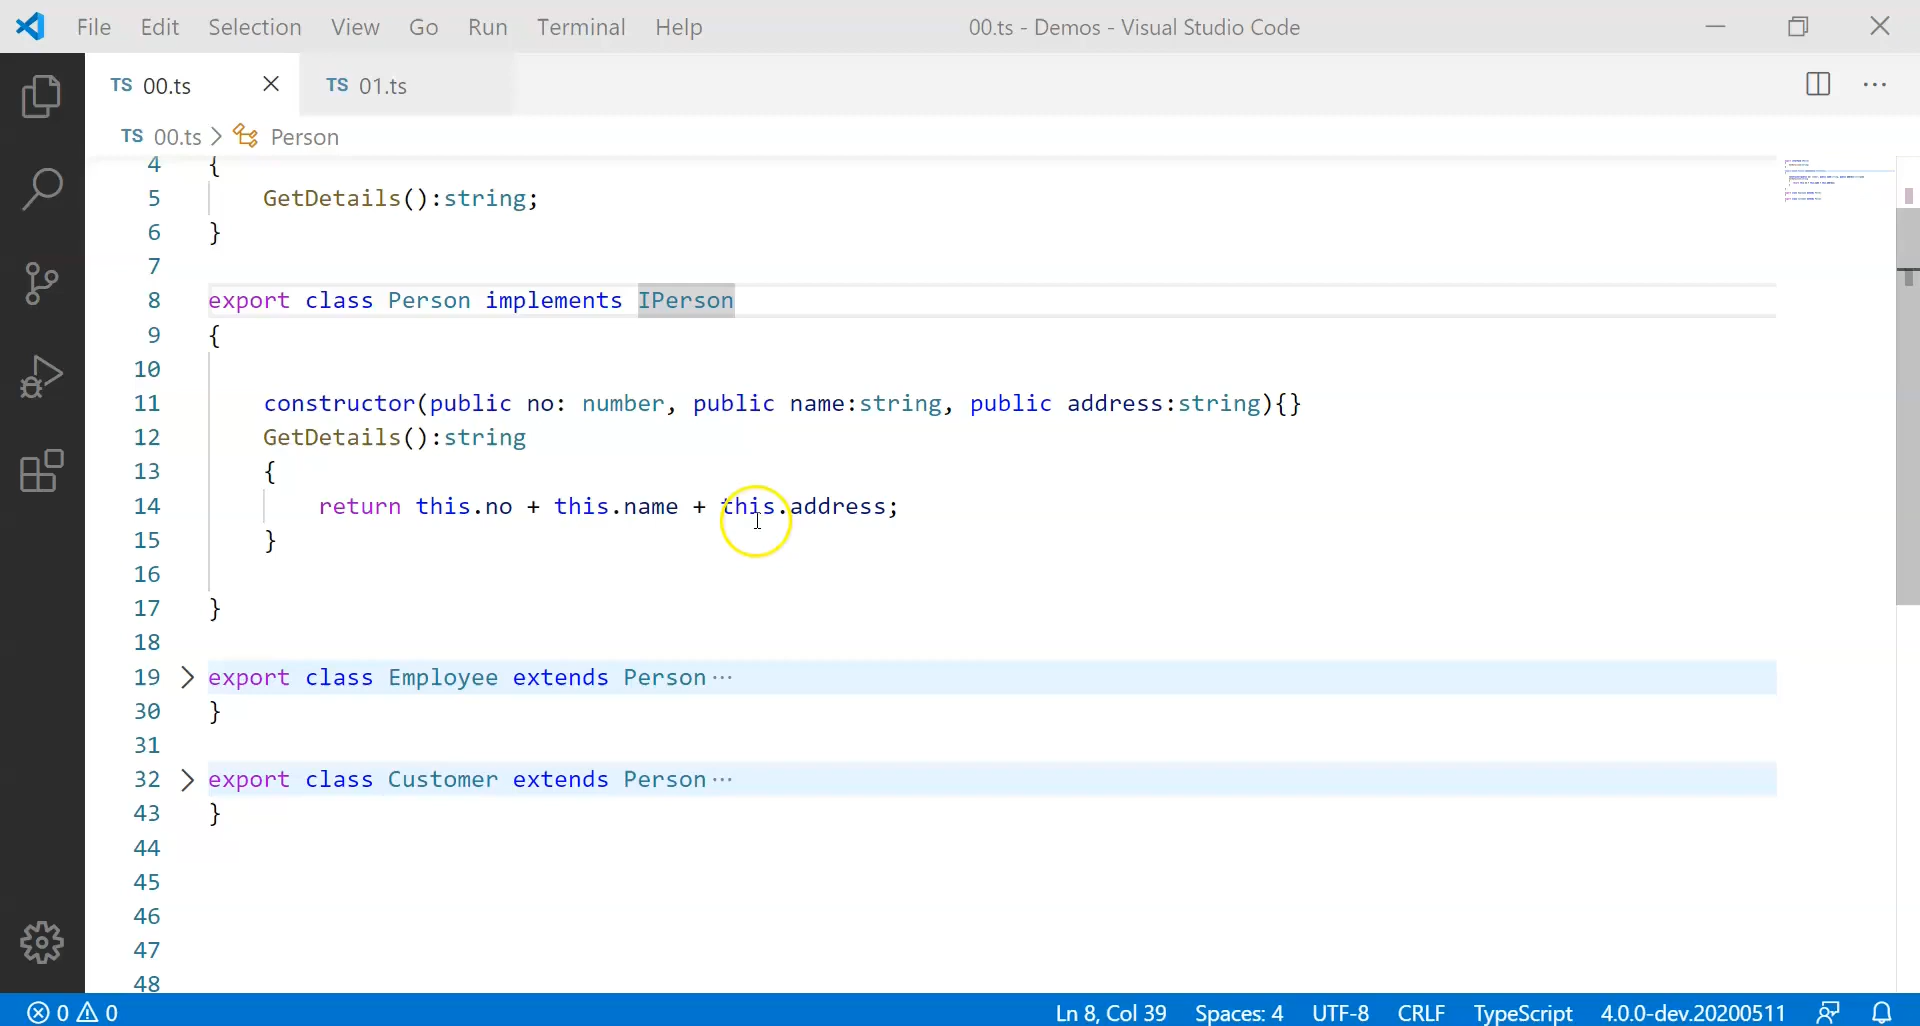 File Edit Selection View Go Run Terminal Help 00.ts - Demos - Visual Studio Code
TS 00.ts TS 01.ts
TS 00.ts > Person
4 {
5 GetDetails():string;
6 }
7
8 export class Person implements IPerson
9 {
10
11 constructor(public no: number, public name:string, public address:string){}
12 GetDetails():string
13 {
14 return this.no + this.name + this.address;
15 }
16
17 }
18
19 export class Employee extends Person···
30 }
31
32 export class Customer extends Person···
43 }
44
45
46
47
48
0 0 Ln 8, Col 39 Spaces: 4 UTF-8 CRLF TypeScript 4.0.0-dev.20200511